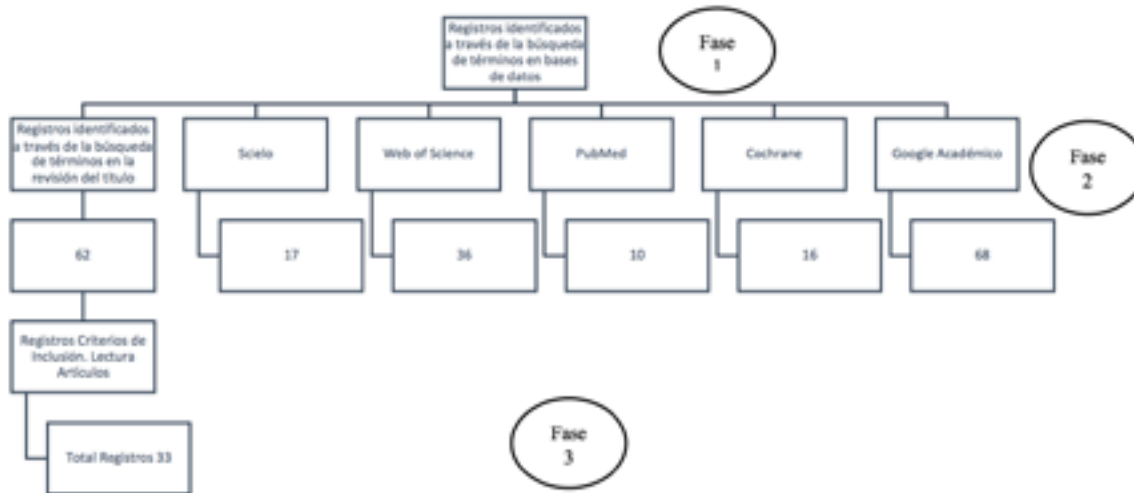 Registros identificados
a través de la búsqueda
de términos en bases
de datos
Fase
1
Registros identificados
a través de la búsqueda
de términos en la
revisión del título
Scielo
Web of Science
PubMed
Cochrane
Google Académico
Fase
2
62
17
36
10
16
68
Registros Criterios de
Inclusión. Lectura
Artículos
Total Registros 33
Fase
3